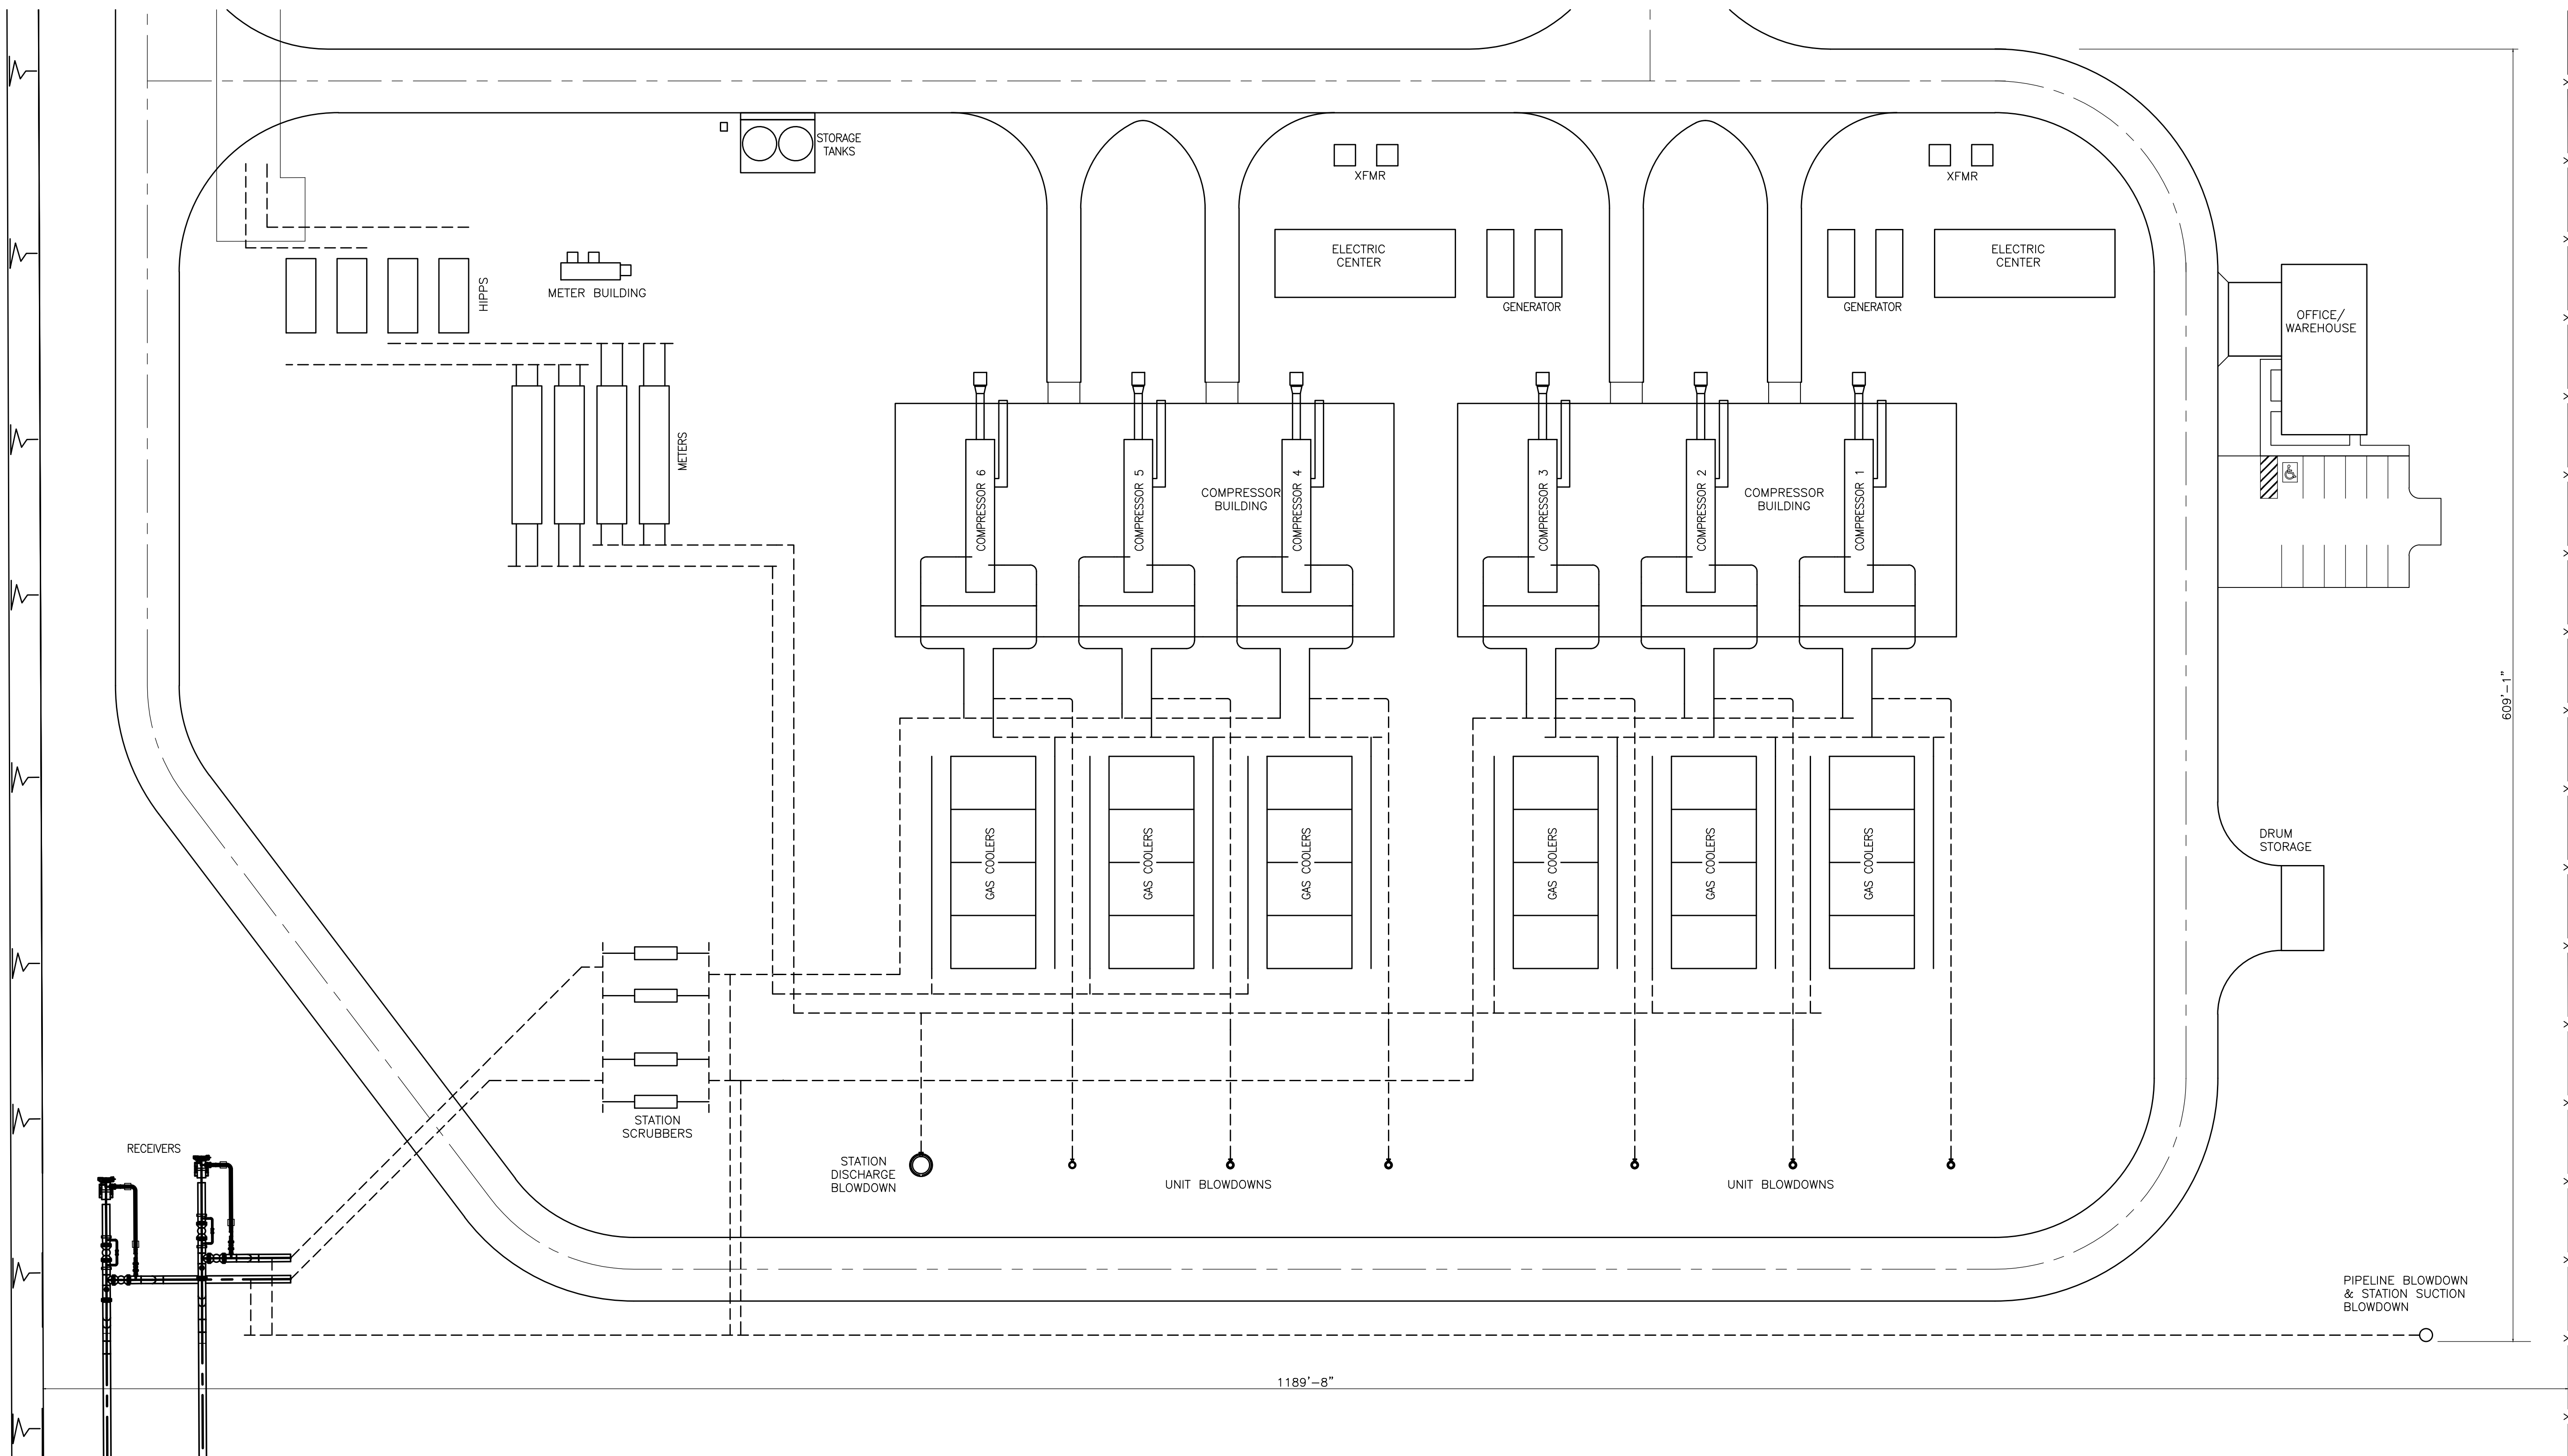 STORAGE
TANKS
XFMR
XFMR
HIPPS
METER BUILDING
ELECTRIC
CENTER
GENERATOR
GENERATOR
ELECTRIC
CENTER
OFFICE/
WAREHOUSE
METERS
COMPRESSOR 6
COMPRESSOR 5
COMPRESSOR
BUILDING
COMPRESSOR 4
COMPRESSOR 3
COMPRESSOR 2
COMPRESSOR
BUILDING
COMPRESSOR 1
609'-1"
GAS COOLERS
GAS COOLERS
GAS COOLERS
GAS COOLERS
GAS COOLERS
GAS COOLERS
DRUM
STORAGE
STATION
SCRUBBERS
RECEIVERS
STATION
DISCHARGE
BLOWDOWN
UNIT BLOWDOWNS
UNIT BLOWDOWNS
PIPELINE BLOWDOWN
& STATION SUCTION
BLOWDOWN
1189'-8"